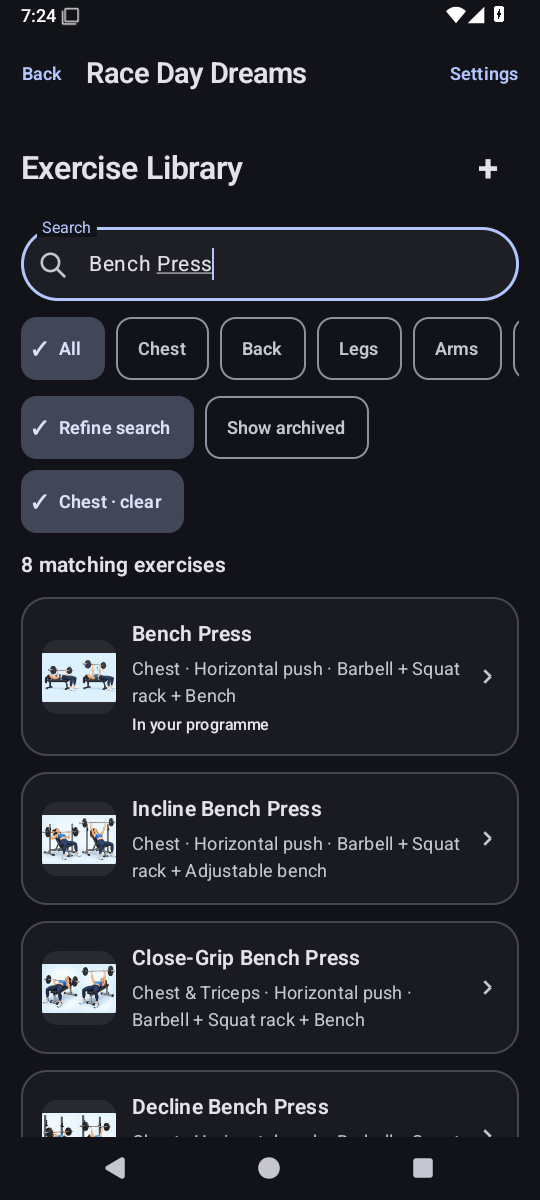 7:24
Back Race Day Dreams Settings
Exercise Library +
Search
Bench Press
✓ All Chest Back Legs Arms
✓ Refine search Show archived
✓ Chest · clear
8 matching exercises
Bench Press
Chest · Horizontal push · Barbell + Squat
rack + Bench
In your programme
Incline Bench Press
Chest · Horizontal push · Barbell + Squat
rack + Adjustable bench
Close-Grip Bench Press
Chest & Triceps · Horizontal push ·
Barbell + Squat rack + Bench
Decline Bench Press